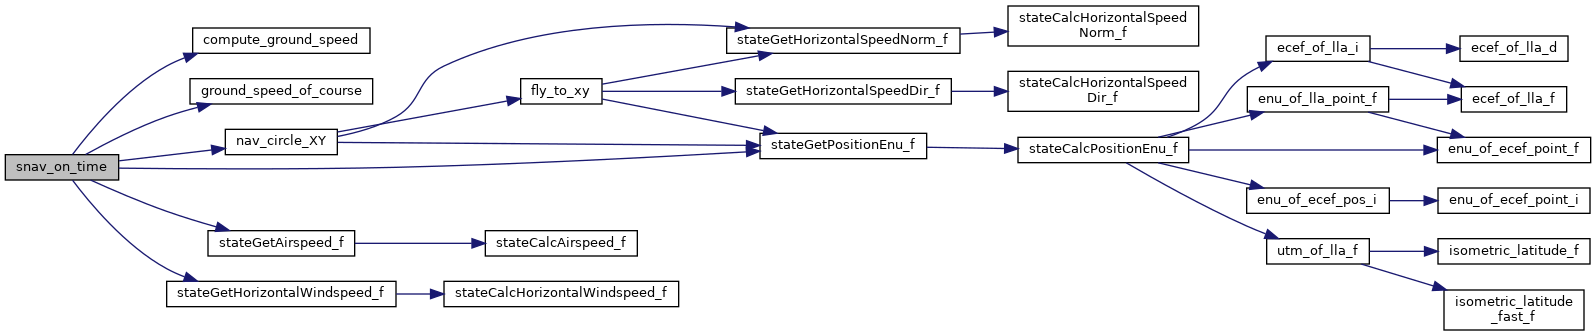 snav_on_time
compute_ground_speed
ground_speed_of_course
nav_circle_XY
stateGetAirspeed_f
stateGetHorizontalWindspeed_f
fly_to_xy
stateCalcAirspeed_f
stateCalcHorizontalWindspeed_f
stateGetHorizontalSpeedNorm_f
stateGetHorizontalSpeedDir_f
stateGetPositionEnu_f
stateCalcHorizontalSpeed
Norm_f
stateCalcHorizontalSpeed
Dir_f
stateCalcPositionEnu_f
ecef_of_lla_i
enu_of_lla_point_f
enu_of_ecef_pos_i
utm_of_lla_f
ecef_of_lla_d
ecef_of_lla_f
enu_of_ecef_point_f
enu_of_ecef_point_i
isometric_latitude_f
isometric_latitude
_fast_f